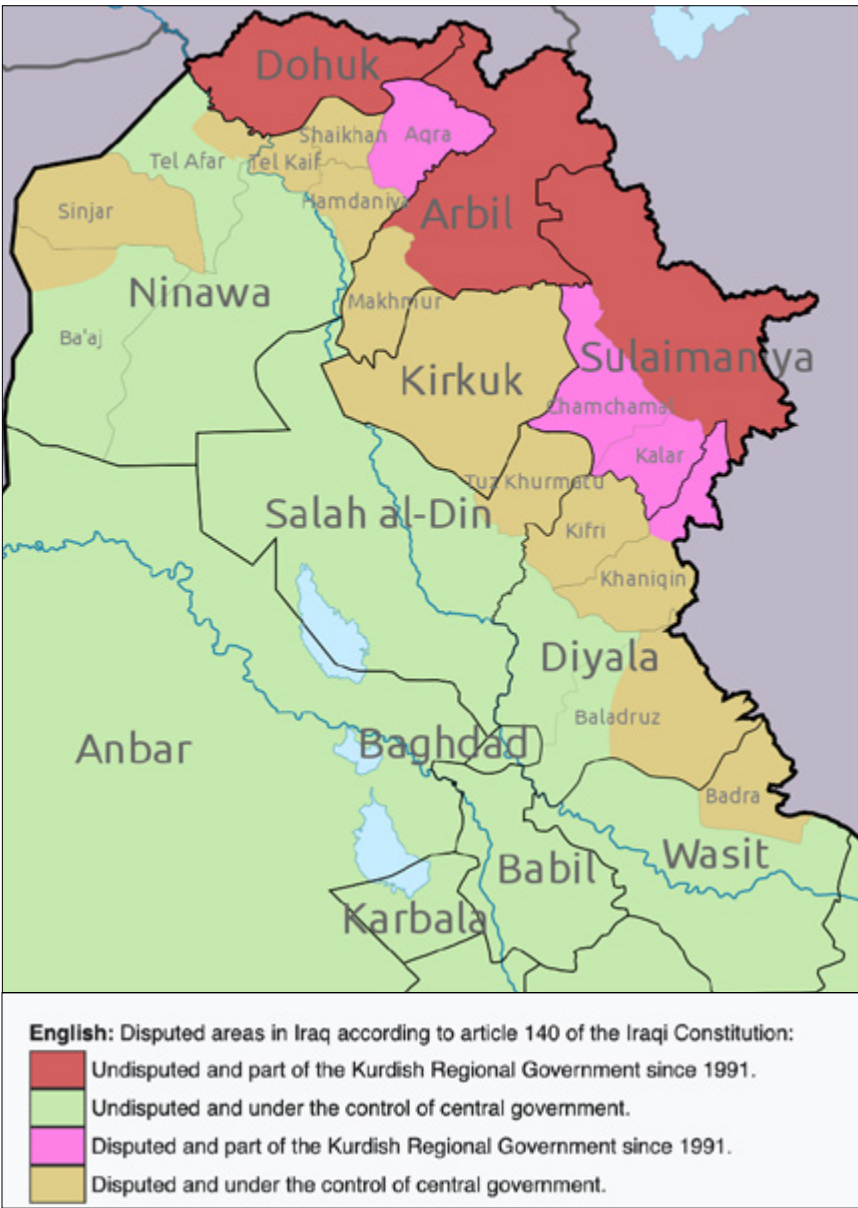 Dohuk
Shaikhan
Aqra
Tel Afar
Tel Kaif
Hamdaniya
Sinjar
Arbil
Ninawa
Makhmur
Ba'aj
Sulaimaniya
Kirkuk
Chamchamal
Kalar
Tuz Khurmatu
Salah al-Din
Kifri
Khaniqin
Diyala
Baladruz
Anbar
Baghdad
Badra
Wasit
Babil
Karbala
English: Disputed areas in Iraq according to article 140 of the Iraqi Constitution:
Undisputed and part of the Kurdish Regional Government since 1991.
Undisputed and under the control of central government.
Disputed and part of the Kurdish Regional Government since 1991.
Disputed and under the control of central government.